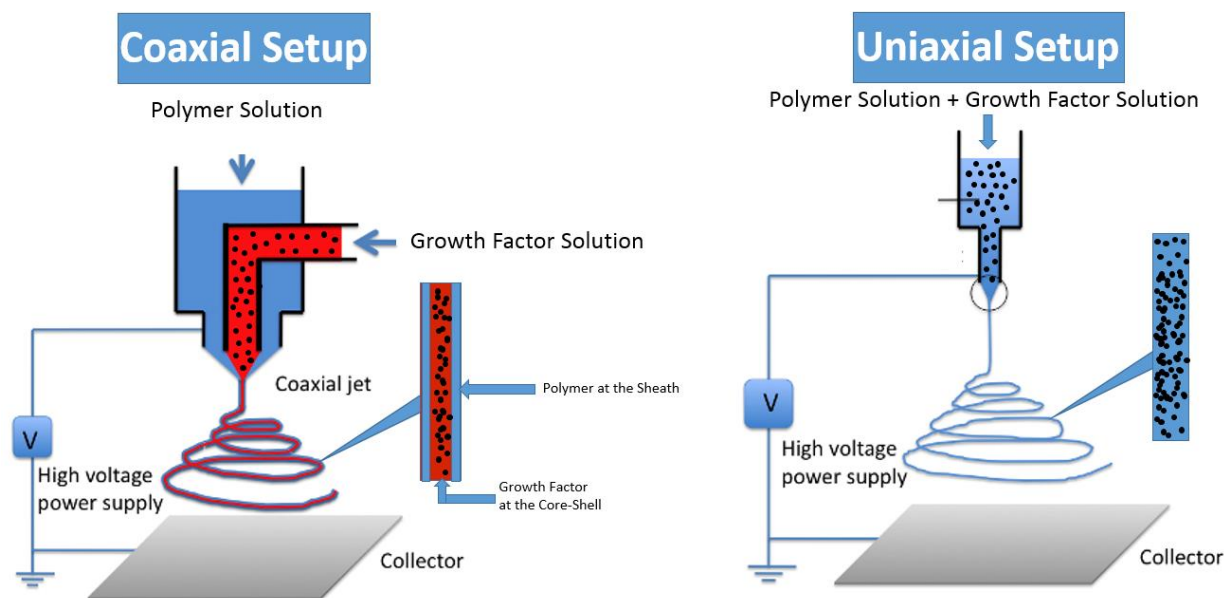 Coaxial Setup
Polymer Solution
Growth Factor Solution
Coaxial jet
Polymer at the Sheath
V
High voltage
power supply
Growth Factor
at the Core-Shell
Collector
Uniaxial Setup
Polymer Solution + Growth Factor Solution
V
High voltage
power supply
Collector